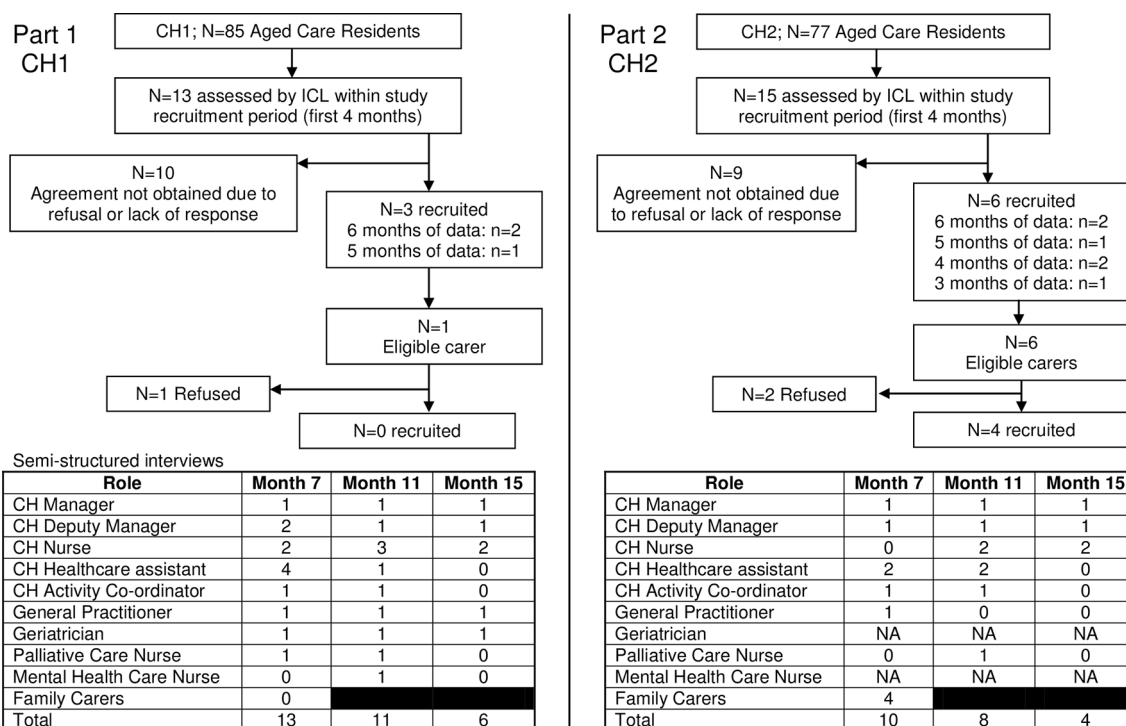 Part 1
CH1
CH1; N=85 Aged Care Residents
N=13 assessed by ICL within study
recruitment period (first 4 months)
N=10
Agreement not obtained due to
refusal or lack of response
N=3 recruited
6 months of data: n=2
5 months of data: n=1
N=1
Eligible carer
N=1 Refused
N=0 recruited
Semi-structured interviews
Role Month 7 Month 11 Month 15
CH Manager 1 1 1
CH Deputy Manager 2 1 1
CH Nurse 2 3 2
CH Healthcare assistant 4 1 0
CH Activity Co-ordinator 1 1 0
General Practitioner 1 1 1
Geriatrician 1 1 1
Palliative Care Nurse 1 1 0
Mental Health Care Nurse 0 1 0
Family Carers 0
Total 13 11 6
Part 2
CH2
CH2; N=77 Aged Care Residents
N=15 assessed by ICL within study
recruitment period (first 4 months)
N=9
Agreement not obtained due
to refusal or lack of response
N=6 recruited
6 months of data: n=2
5 months of data: n=1
4 months of data: n=2
3 months of data: n=1
N=6
Eligible carers
N=2 Refused
N=4 recruited
Role Month 7 Month 11 Month 15
CH Manager 1 1 1
CH Deputy Manager 1 1 1
CH Nurse 0 2 2
CH Healthcare assistant 2 2 0
CH Activity Co-ordinator 1 1 0
General Practitioner 1 0 0
Geriatrician NA NA NA
Palliative Care Nurse 0 1 0
Mental Health Care Nurse NA NA NA
Family Carers 4
Total 10 8 4